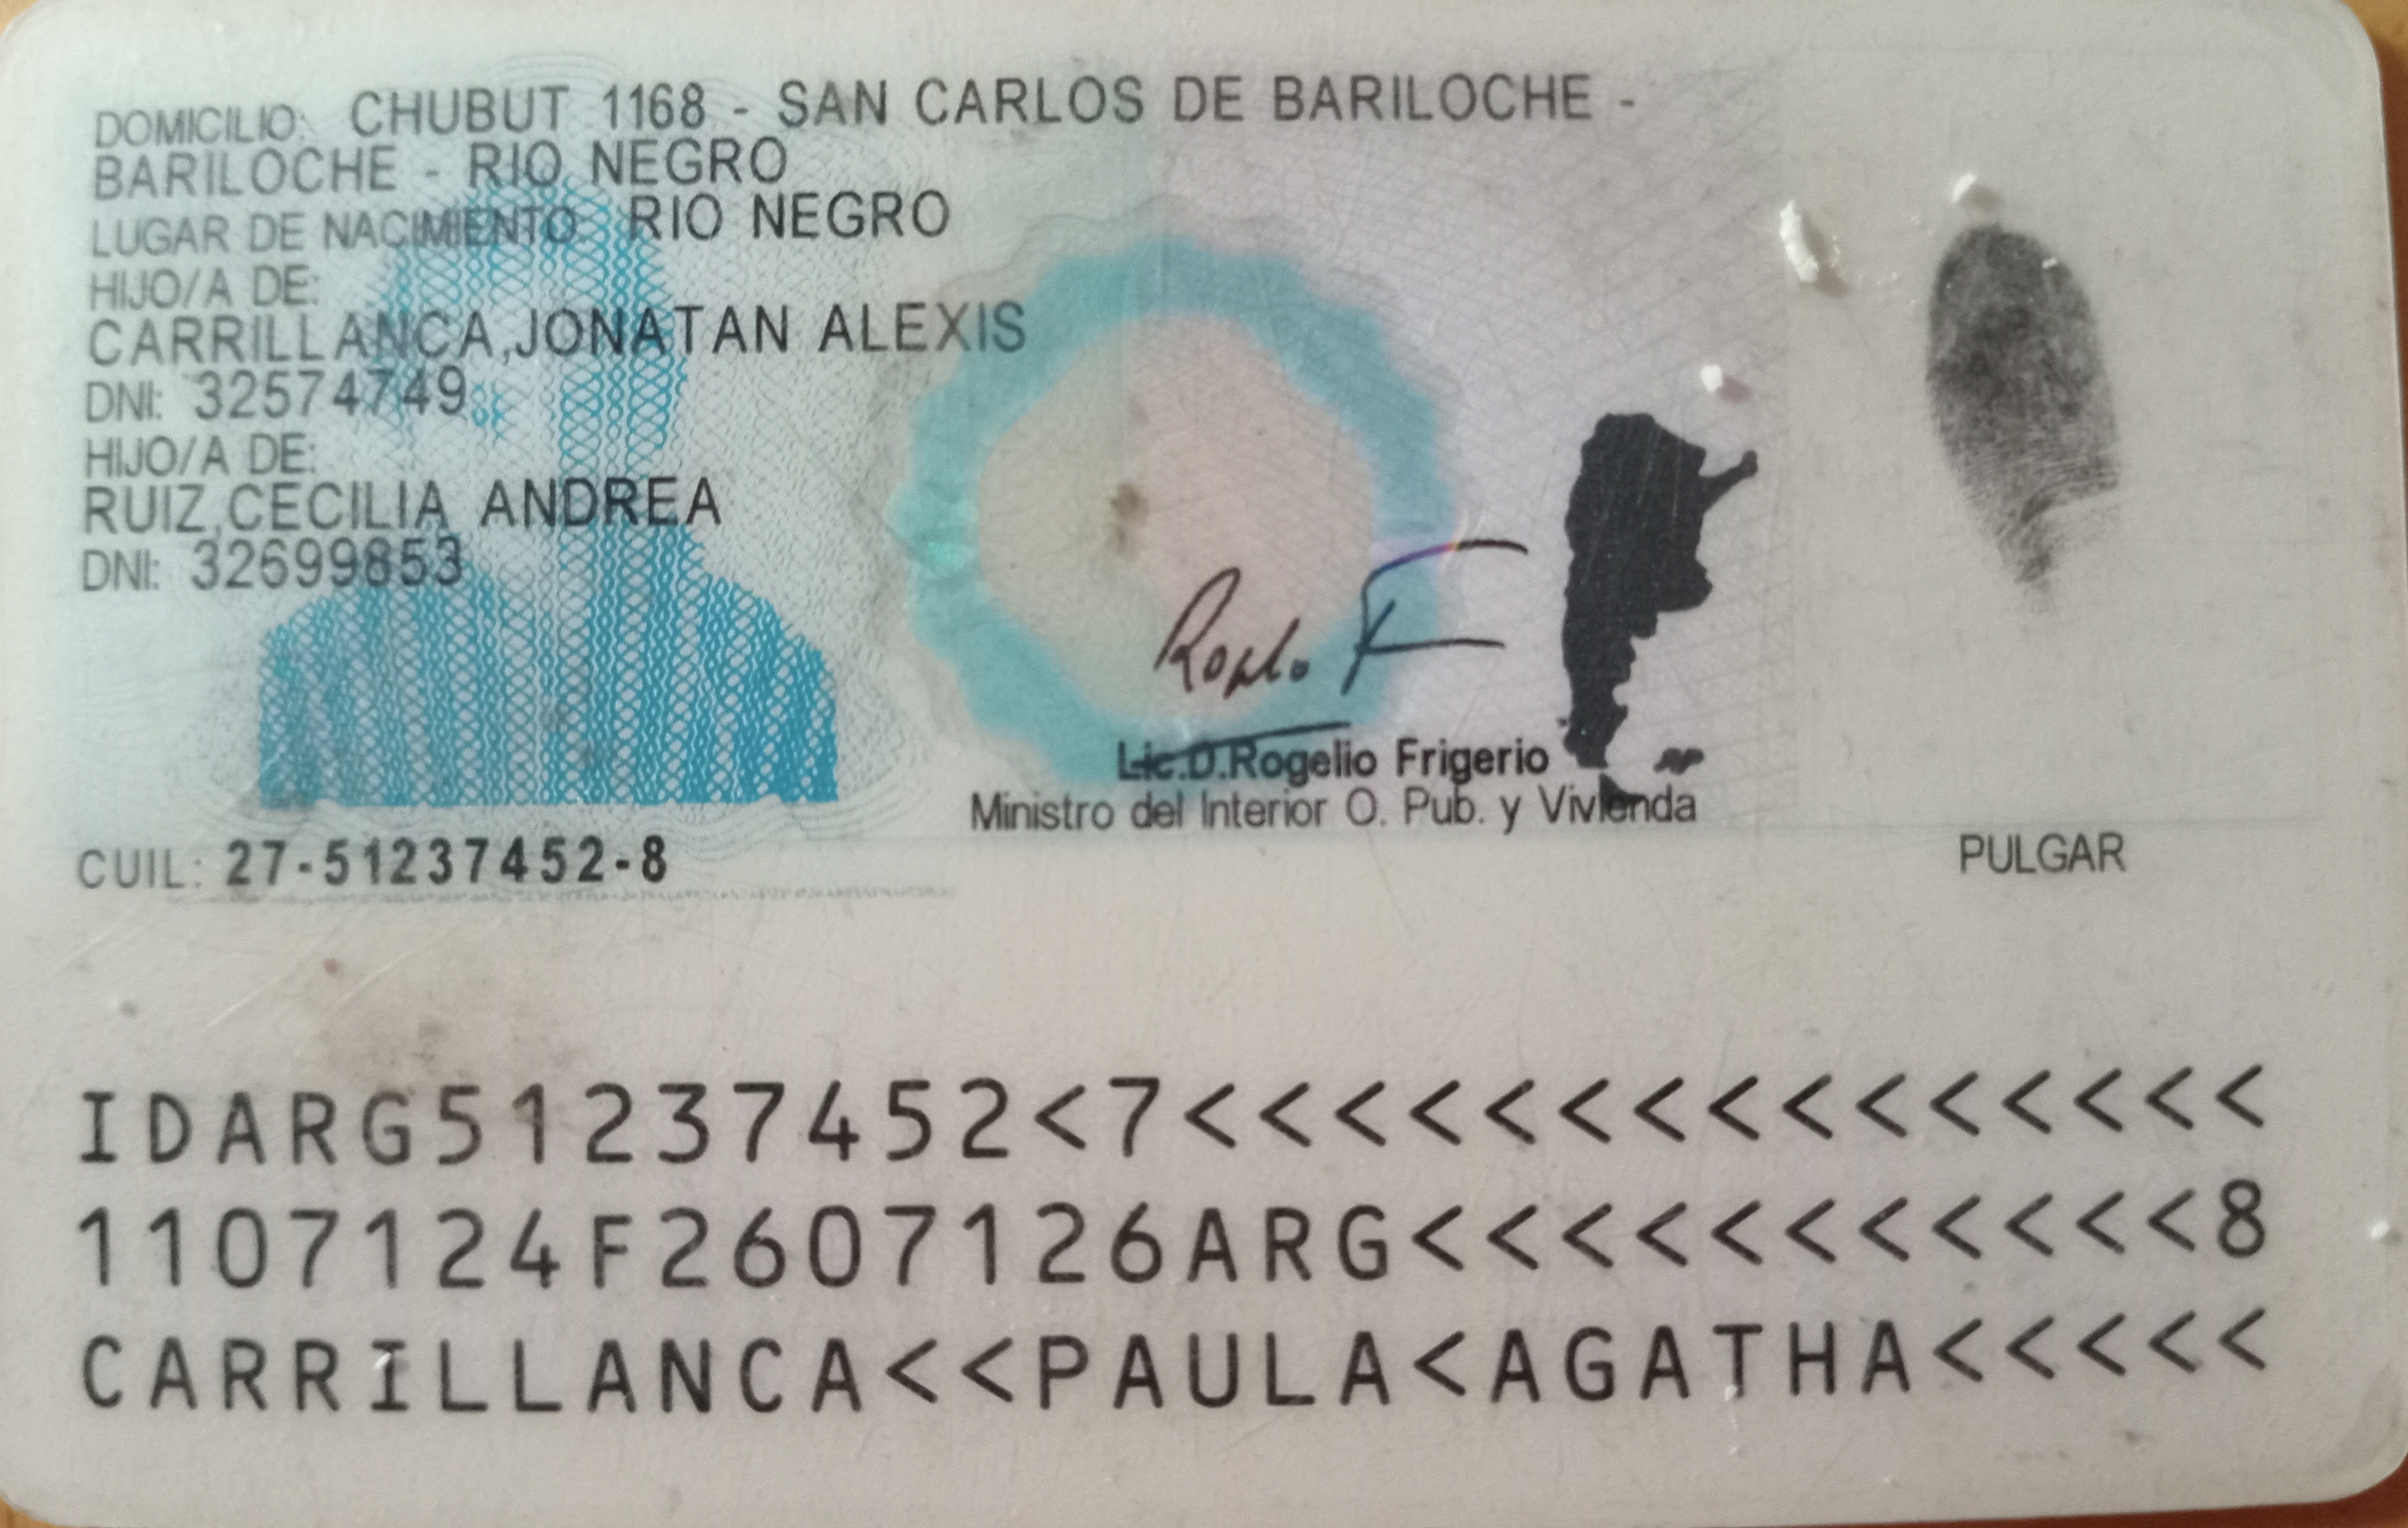 DOMICILIO: CHUBUT 1168 - SAN CARLOS DE BARILOCHE -
BARILOCHE - RIO NEGRO
LUGAR DE NACIMIENTO: RIO NEGRO
HIJO/A DE:
CARRILLANCA,JONATAN ALEXIS
DNI: 32574749
HIJO/A DE:
RUIZ,CECILIA ANDREA
DNI: 32699853
Lic.D.Rogelio Frigerio
Ministro del Interior O. Pub. y Vivienda
CUIL: 27-51237452-8
PULGAR
IDARG51237452<7<<<<<<<<<<<<<<<
1107124F2607126ARG<<<<<<<<<<<8
CARRILLANCA<<PAULA<AGATHA<<<<<